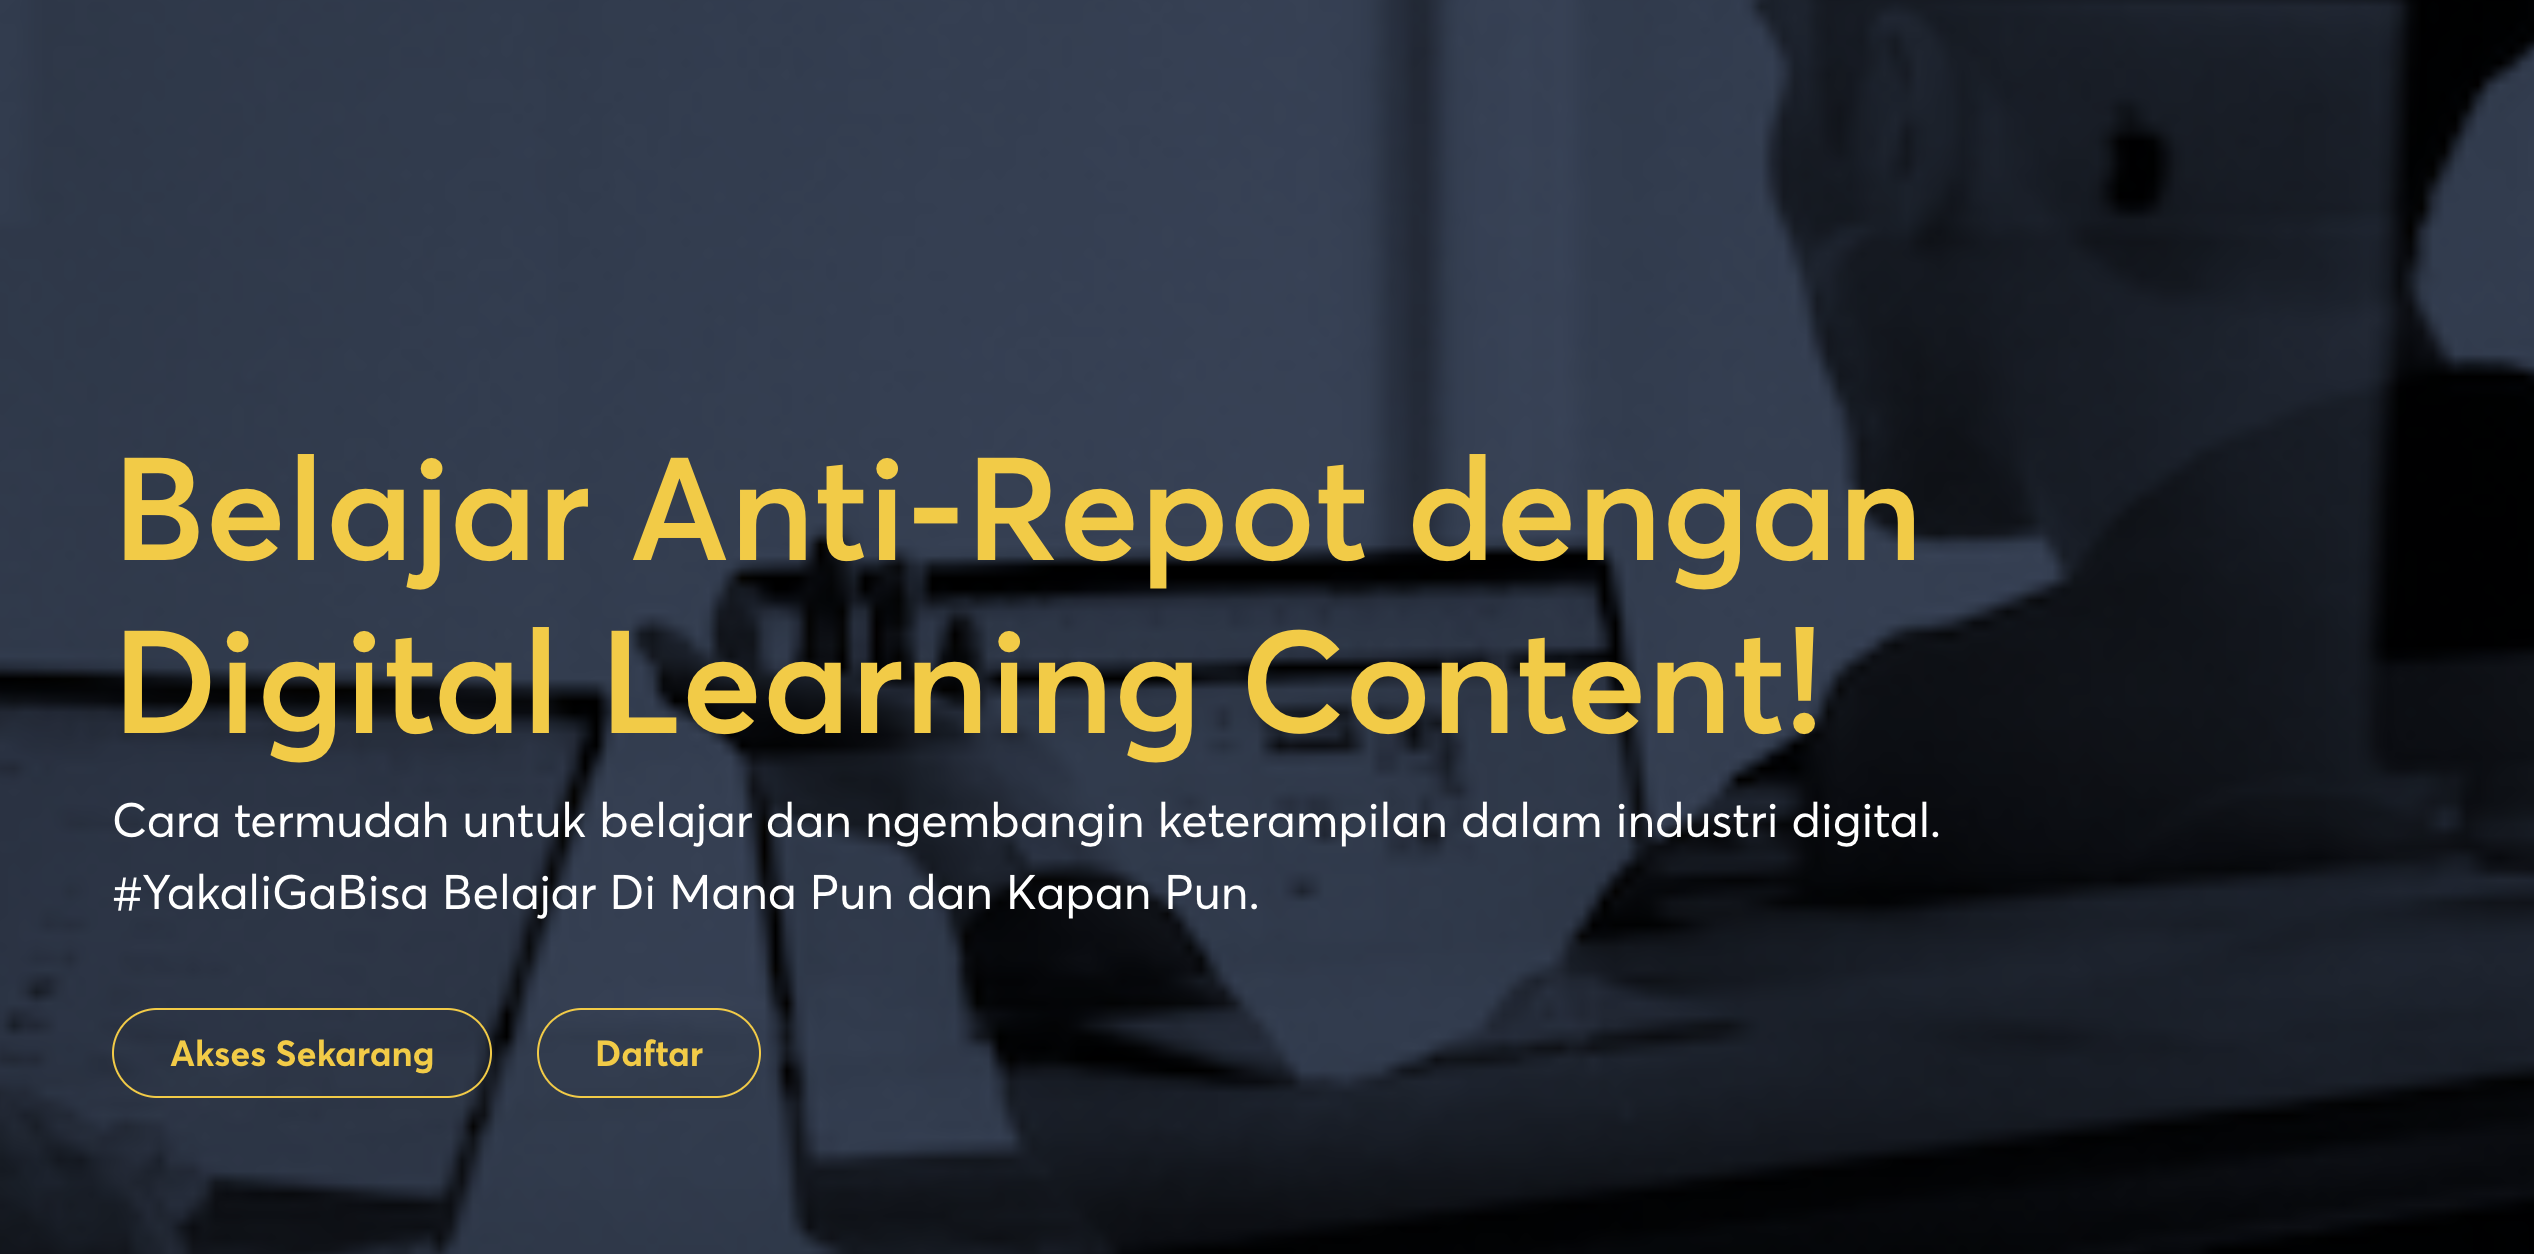 Belajar Anti-Repot dengan
Digital Learning Content!
Cara termudah untuk belajar dan ngembangin keterampilan dalam industri digital.
#YakaliGaBisa Belajar Di Mana Pun dan Kapan Pun.
Akses Sekarang
Daftar